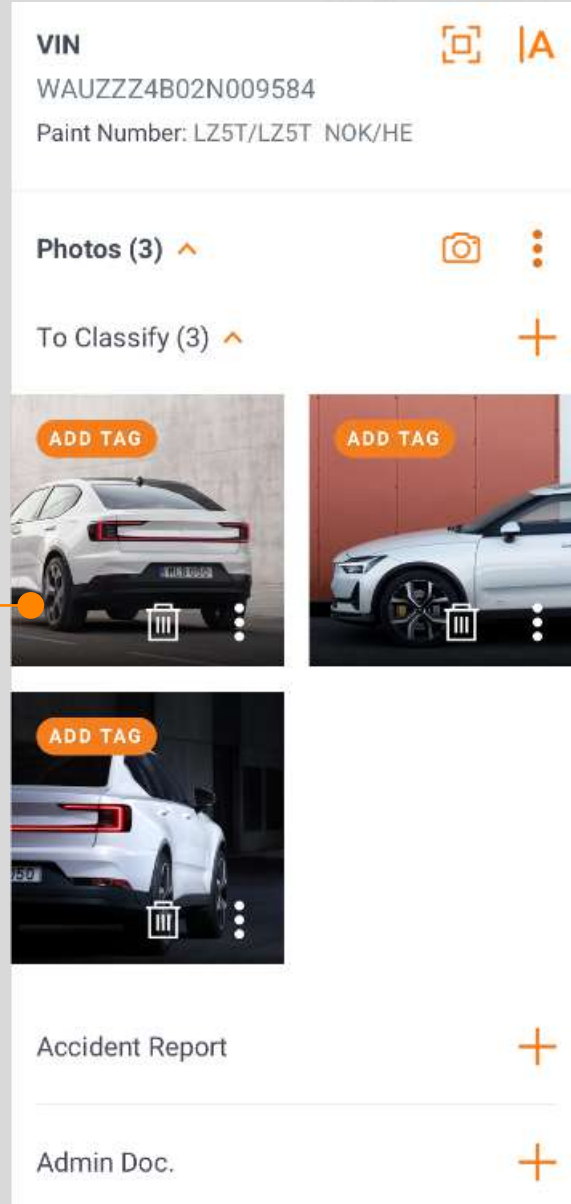 VIN
|A
WAUZZZ4B02N009584
Paint Number: LZ5T/LZ5T NOK/HE
Photos (3)
To Classify (3)
ADD TAG
ADD TAG
ADD TAG
050
Accident Report
Admin Doc.